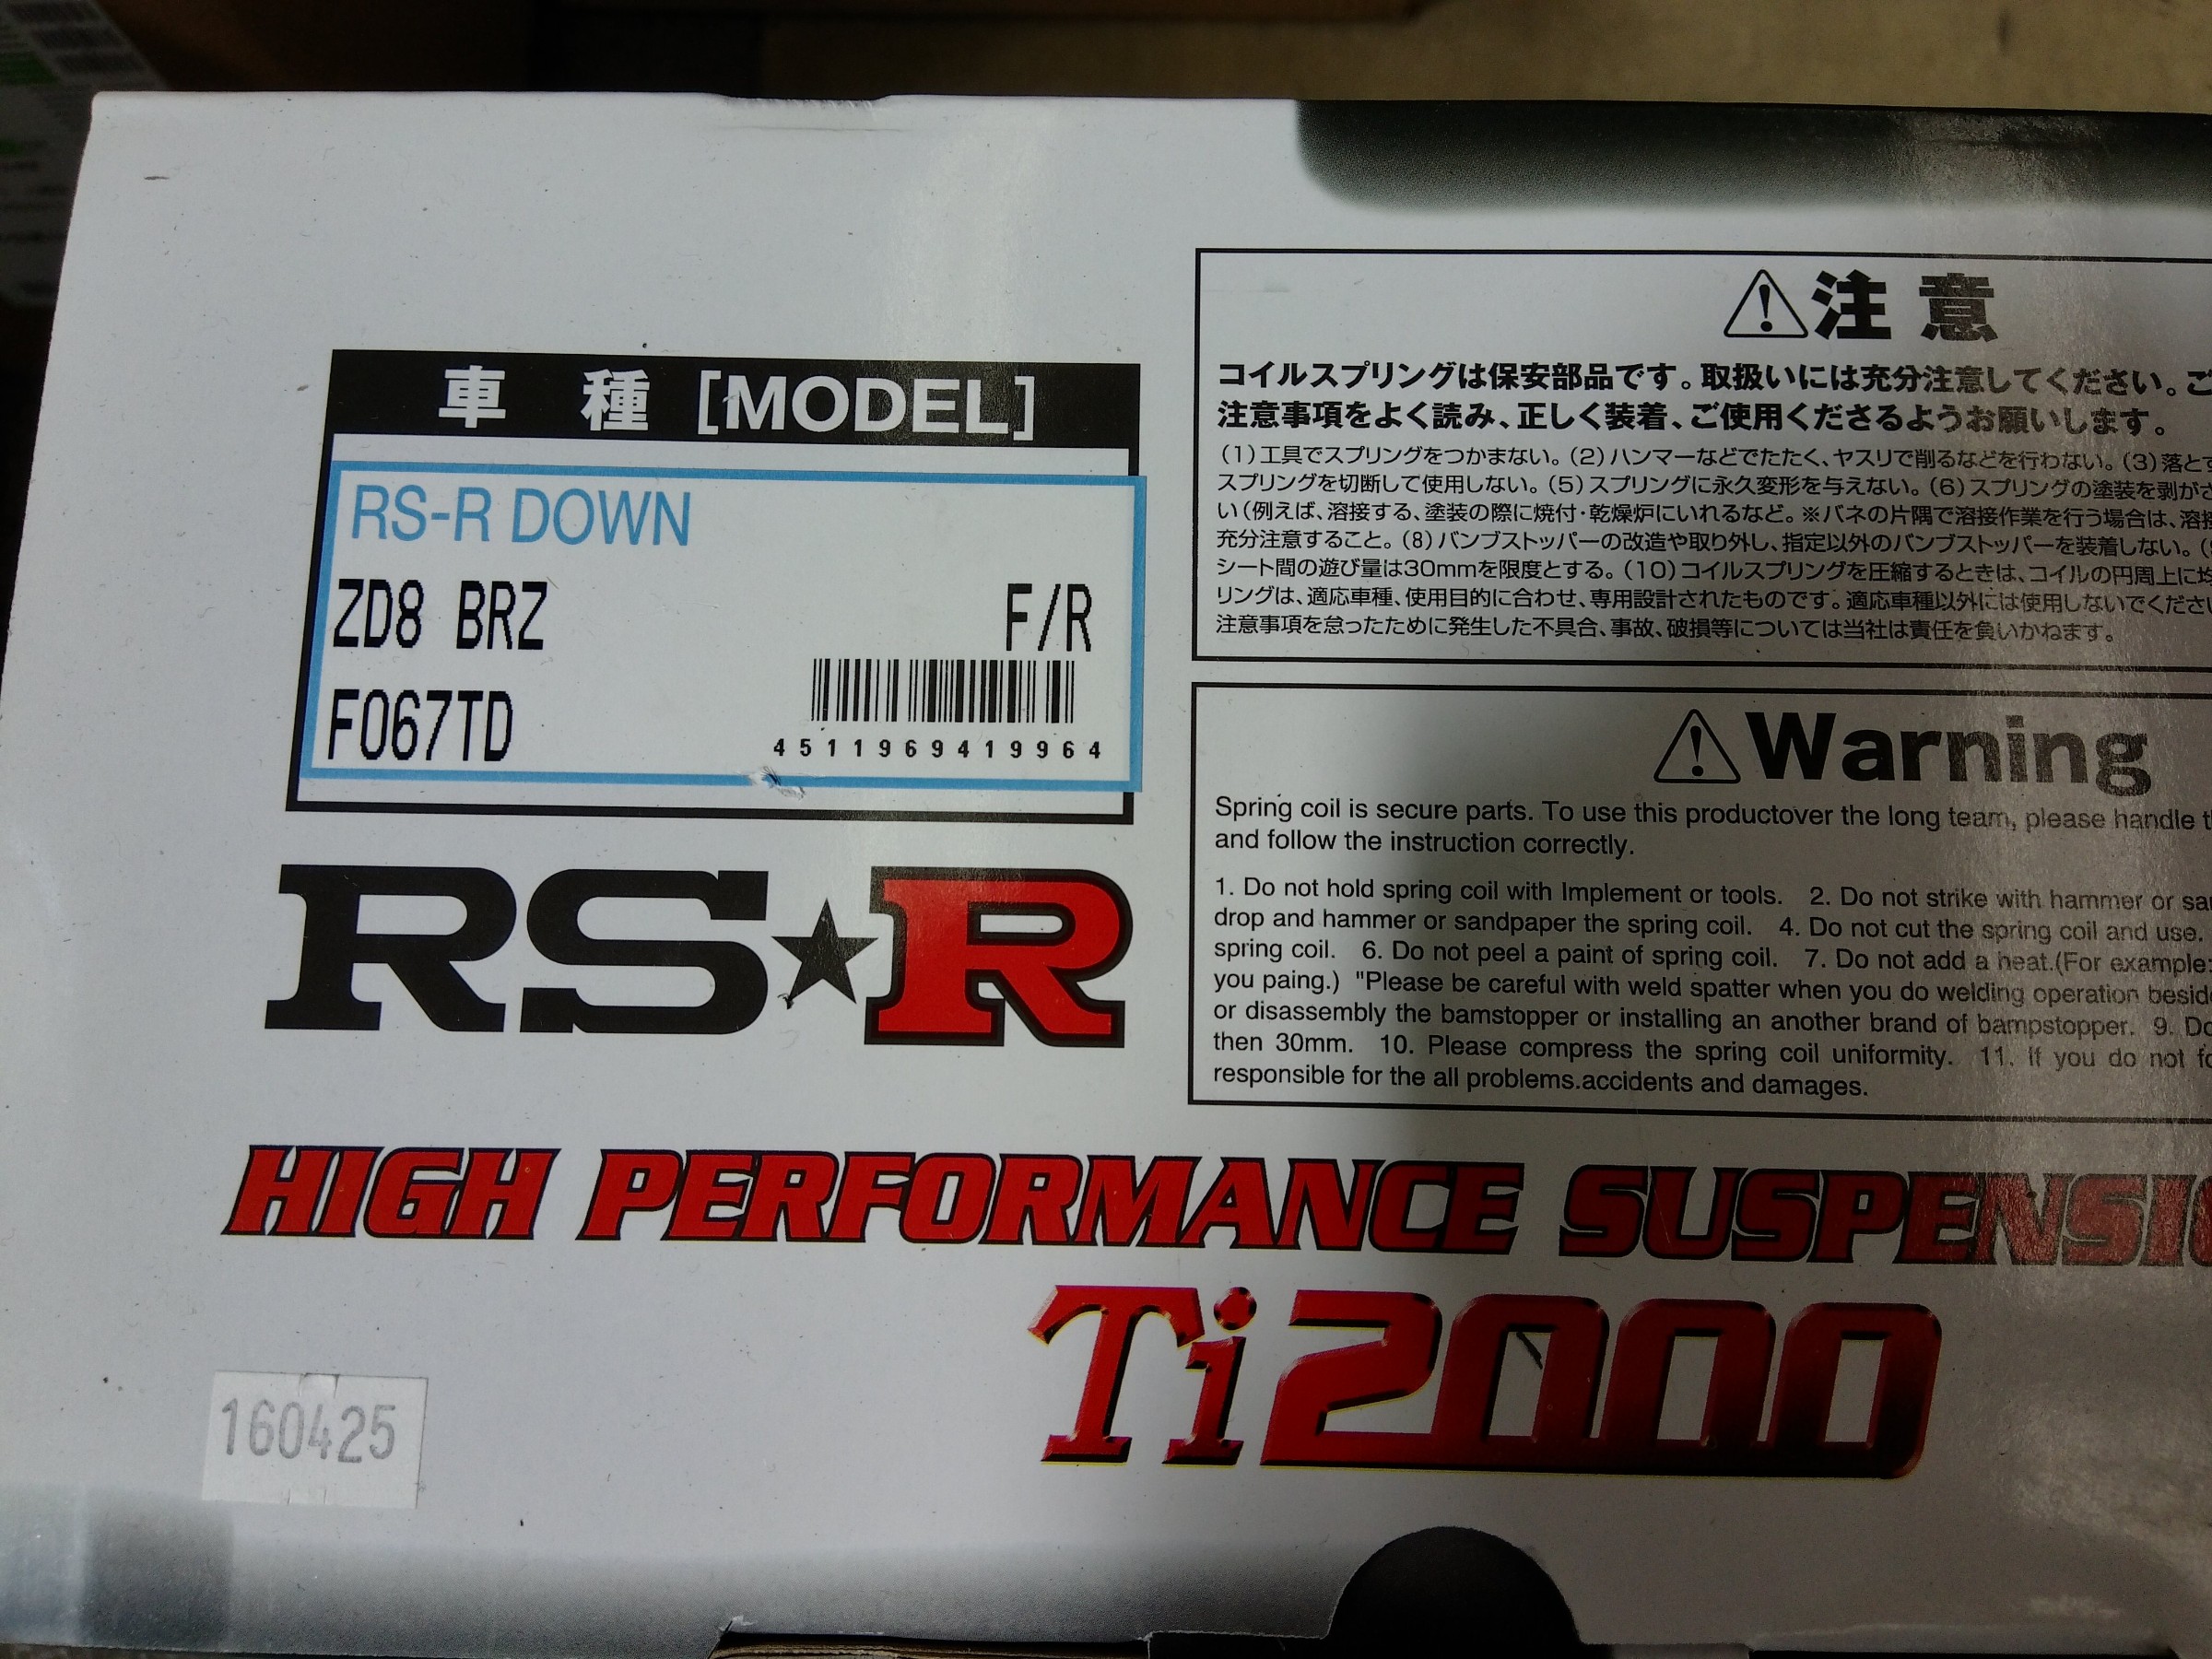 車 種 [MODEL]
RS-R DOWN
ZD8 BRZ F/R
F067TD
4511969419964
RS★R
HIGH PERFORMANCE SUSPENSIO
Ti2000
160425
注 意
コイルスプリングは保安部品です。取扱いには充分注意してください。ご
注意事項をよく読み、正しく装着、ご使用くださるようお願いします。
(1)工具でスプリングをつかまない。(2)ハンマーなどでたたく、ヤスリで削るなどを行わない。(3)落とす
スプリングを切断して使用しない。(5)スプリングに永久変形を与えない。(6)スプリングの塗装を剥がさ
い(例えば、溶接する、塗装の際に焼付・乾燥炉にいれるなど。※バネの片隅で溶接作業を行う場合は、溶接
充分注意すること。(8)バンプストッパーの改造や取り外し、指定以外のバンプストッパーを装着しない。(9
シート間の遊び量は30mmを限度とする。(10)コイルスプリングを圧縮するときは、コイルの円周上に均
リングは、適応車種、使用目的に合わせ、専用設計されたものです。適応車種以外には使用しないでくださ
注意事項を怠ったために発生した不具合、事故、破損等については当社は責任を負いかねます。
Warning
Spring coil is secure parts. To use this productover the long team, please handle t
and follow the instruction correctly.
1. Do not hold spring coil with Implement or tools. 2. Do not strike with hammer or sa
drop and hammer or sandpaper the spring coil. 4. Do not cut the spring coil and use.
spring coil. 6. Do not peel a paint of spring coil. 7. Do not add a heat.(For example:
you paing.) "Please be careful with weld spatter when you do welding operation besid
or disassembly the bamstopper or installing an another brand of bampstopper. 9. Do
then 30mm. 10. Please compress the spring coil uniformity. 11. If you do not fo
responsible for the all problems.accidents and damages.